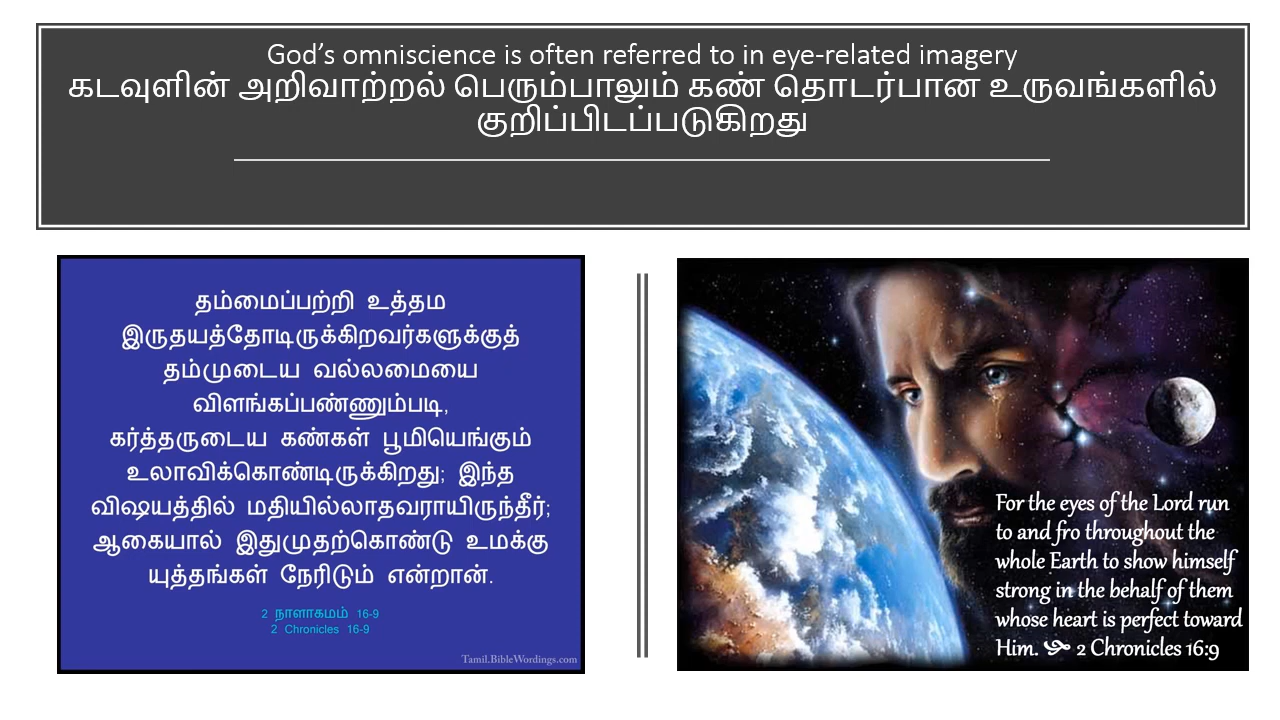 God’s omniscience is often referred to in eye-related imagery
கடவுளின் அறிவாற்றல் பெரும்பாலும் கண் தொடர்பான உருவங்களில்
குறிப்பிடப்படுகிறது
தம்மைப்பற்றி உத்தம
இருதயத்தோடிருக்கிறவர்களுக்குத்
தம்முடைய வல்லமையை
விளங்கப்பண்ணும்படி,
கர்த்தருடைய கண்கள் பூமியெங்கும்
உலாவிக்கொண்டிருக்கிறது; இந்த
விஷயத்தில் மதியில்லாதவராயிருந்தீர்;
ஆகையால் இதுமுதற்கொண்டு உமக்கு
யுத்தங்கள் நேரிடும் என்றான்.
2 நாளாகமம் 16-9
2 Chronicles 16-9
Tamil.BibleWordings.com
For the eyes of the Lord run
to and fro throughout the
whole Earth to show himself
strong in the behalf of them
whose heart is perfect toward
Him. 2 Chronicles 16:9